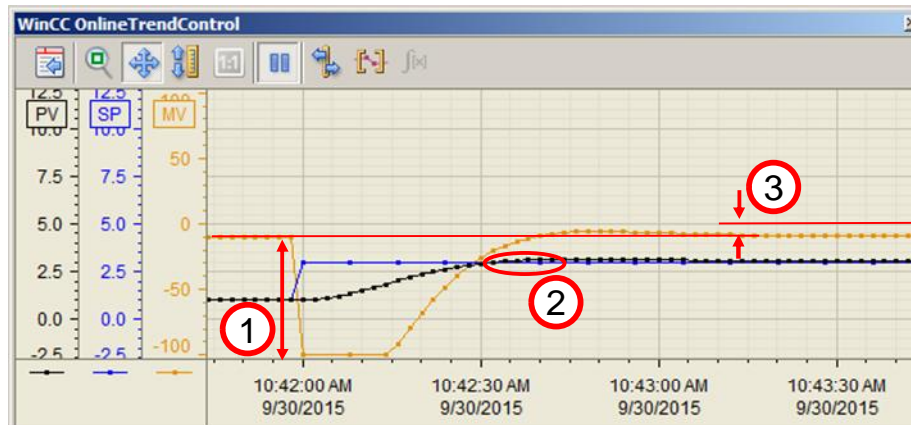 WinCC OnlineTrendControl
1:1
f(x)
12.5 12.5 100
PV SP MV
10.0 10.0
50
7.5 7.5
3
5.0 5.0 0
2.5 2.5 -50
1 2
0.0 0.0
-2.5 -2.5 -100
10:42:00 AM 10:42:30 AM 10:43:00 AM 10:43:30 AM
9/30/2015 9/30/2015 9/30/2015 9/30/2015